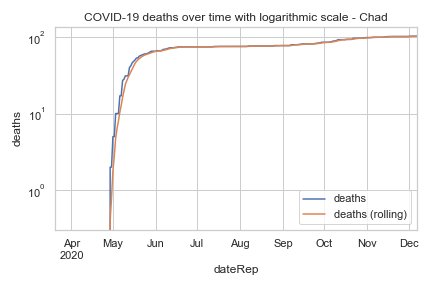 COVID-19 deaths over time with logarithmic scale - Chad
deaths
10²
10¹
10⁰
Apr
2020
May
Jun
Jul
Aug
Sep
Oct
Nov
Dec
dateRep
deaths
deaths (rolling)